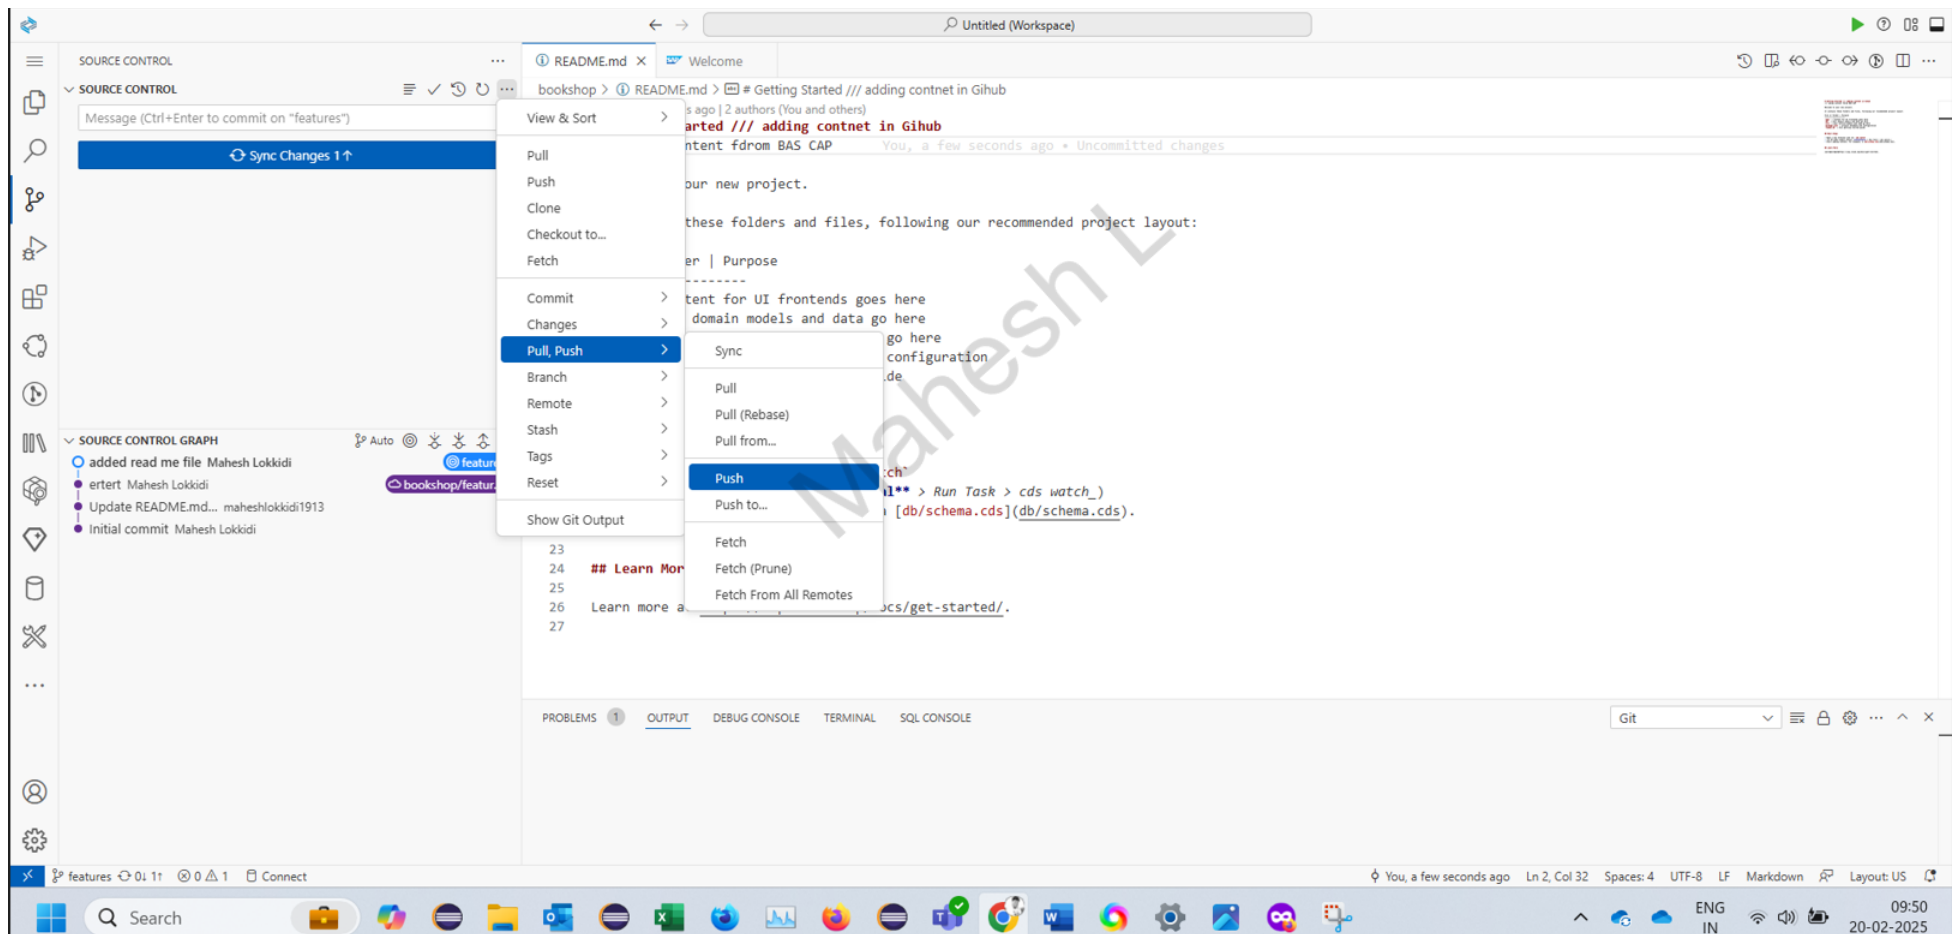 Untitled (Workspace)
SOURCE CONTROL
README.md
Welcome
SOURCE CONTROL
bookshop > README.md > # Getting Started /// adding contnet in Gihub
Message (Ctrl+Enter to commit on "features")
Sync Changes 1↑
s ago | 2 authors (You and others)
arted /// adding contnet in Gihub
ntent fdrom BAS CAP You, a few seconds ago • Uncommitted changes
our new project.
these folders and files, following our recommended project layout:
er | Purpose
---------
tent for UI frontends goes here
domain models and data go here
go here
configuration
de
tch`
al** > Run Task > cds watch_)
[db/schema.cds](db/schema.cds).
23
24 ## Learn Mor
25
26 Learn more a
ocs/get-started/.
27
View & Sort
Pull
Push
Clone
Checkout to...
Fetch
Commit
Changes
Pull, Push
Branch
Remote
Stash
Tags
Reset
Show Git Output
Sync
Pull
Pull (Rebase)
Pull from...
Push
Push to...
Fetch
Fetch (Prune)
Fetch From All Remotes
Mahesh L
SOURCE CONTROL GRAPH
Auto
added read me file Mahesh Lokkidi
feature
ertert Mahesh Lokkidi
bookshop/featur...
Update README.md... maheshlokkidi1913
Initial commit Mahesh Lokkidi
PROBLEMS 1 OUTPUT DEBUG CONSOLE TERMINAL SQL CONSOLE
Git
features 0↓ 1↑ 0 1 Connect
You, a few seconds ago Ln 2, Col 32 Spaces: 4 UTF-8 LF Markdown Layout: US
Search
ENG
IN
09:50
20-02-2025